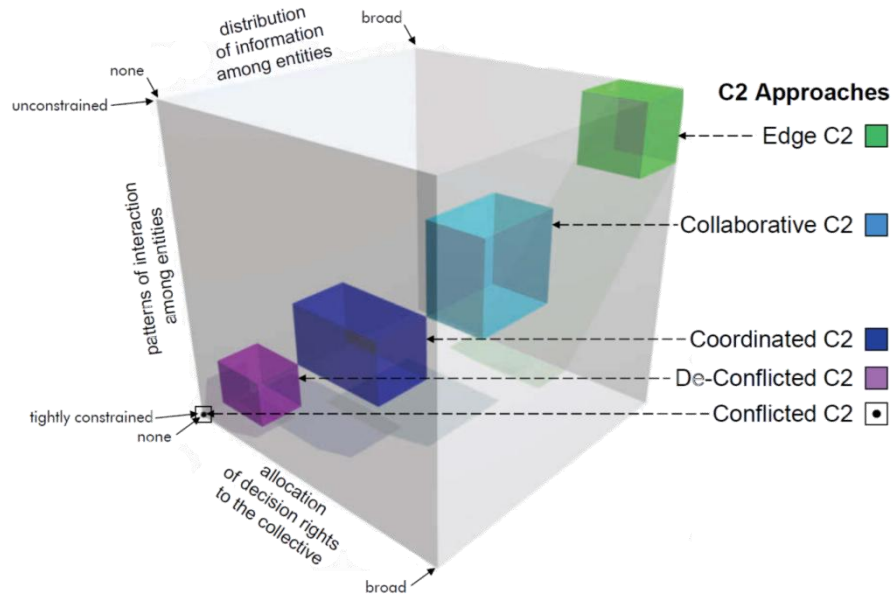 distribution
of information
among entities
broad
none
unconstrained
patterns of interaction
among entities
tightly constrained
none
allocation
of decision rights
to the collective
broad
C2 Approaches
Edge C2
Collaborative C2
Coordinated C2
De-Conflicted C2
Conflicted C2